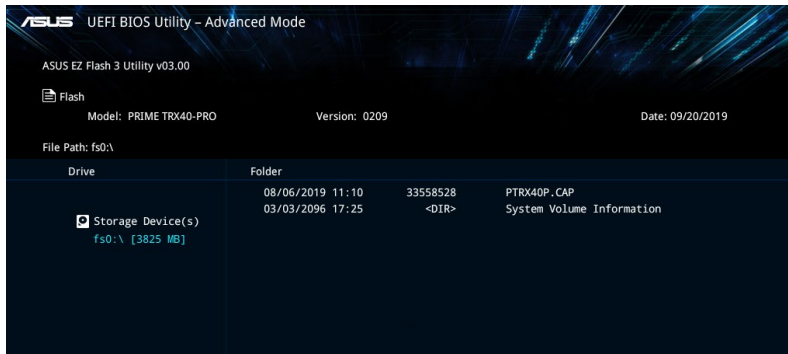 ASUS UEFI BIOS Utility – Advanced Mode
ASUS EZ Flash 3 Utility v03.00
Flash
Model: PRIME TRX40-PRO Version: 0209 Date: 09/20/2019
File Path: fs0:\
Drive Folder
08/06/2019 11:10 33558528 PTRX40P.CAP
03/03/2096 17:25 <DIR> System Volume Information
Storage Device(s)
fs0:\ [3825 MB]